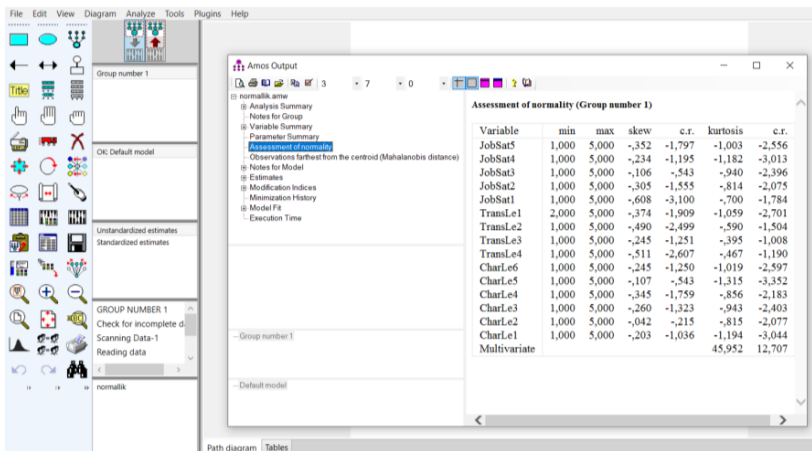 File Edit View Diagram Analyze Tools Plugins Help
Title
Group number 1
OK: Default model
Unstandardized estimates
Standardized estimates
GROUP NUMBER 1
Check for incomplete d
Scanning Data-1
Reading data
normallik
Path diagram Tables
Amos Output
3 7 0
normallik.amw
Analysis Summary
Notes for Group
Variable Summary
Parameter Summary
Assessment of normality
Observations farthest from the centroid (Mahalanobis distance)
Notes for Model
Estimates
Modification Indices
Minimization History
Model Fit
Execution Time
Group number 1
Default model
Assessment of normality (Group number 1)
Variable min max skew c.r. kurtosis c.r.
JobSat5 1,000 5,000 -,352 -1,797 -1,003 -2,556
JobSat4 1,000 5,000 -,234 -1,195 -1,182 -3,013
JobSat3 1,000 5,000 -,106 -,543 -,940 -2,396
JobSat2 1,000 5,000 -,305 -1,555 -,814 -2,075
JobSat1 1,000 5,000 -,608 -3,100 -,700 -1,784
TransLe1 2,000 5,000 -,374 -1,909 -1,059 -2,701
TransLe2 1,000 5,000 -,490 -2,499 -,590 -1,504
TransLe3 1,000 5,000 -,245 -1,251 -,395 -1,008
TransLe4 1,000 5,000 -,511 -2,607 -,467 -1,190
CharLe6 1,000 5,000 -,245 -1,250 -1,019 -2,597
CharLe5 1,000 5,000 -,107 -,543 -1,315 -3,352
CharLe4 1,000 5,000 -,345 -1,759 -,856 -2,183
CharLe3 1,000 5,000 -,260 -1,323 -,943 -2,403
CharLe2 1,000 5,000 -,042 -,215 -,815 -2,077
CharLe1 1,000 5,000 -,203 -1,036 -1,194 -3,044
Multivariate 45,952 12,707